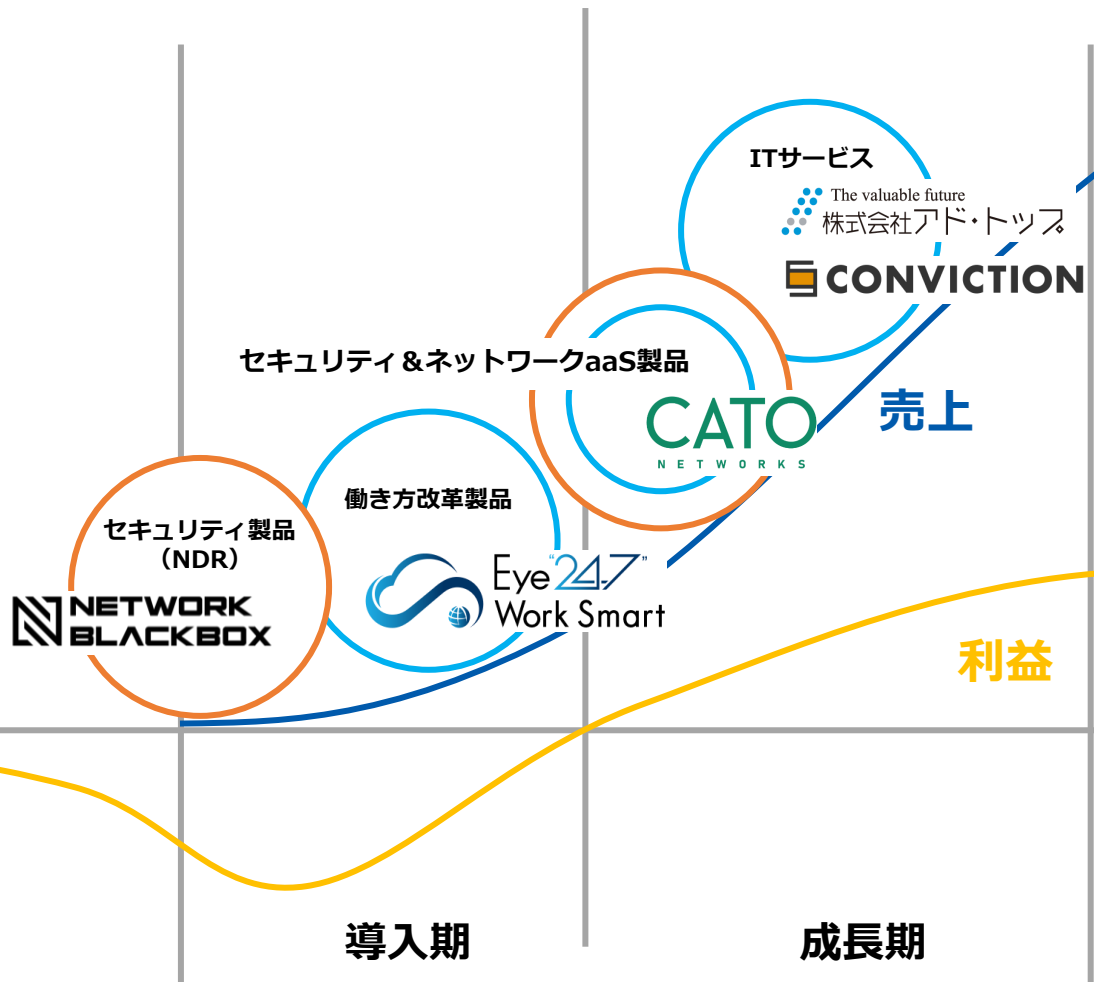 ITサービス
The valuable future
株式会社アド・トップ
CONVICTION
セキュリティ&ネットワークaaS製品
CATO
NETWORKS
売上
働き方改革製品
Eye"24-7"
Work Smart
セキュリティ製品
(NDR)
NETWORK
BLACKBOX
利益
導入期
成長期